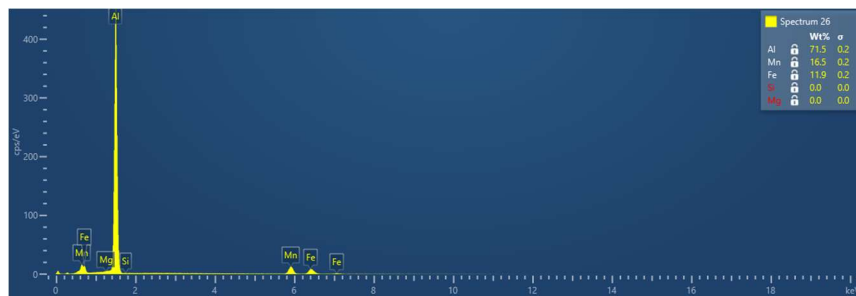 Al
Spectrum 26
Wt% σ
Al 71.5 0.2
Mn 16.5 0.2
Fe 11.9 0.2
Si 0.0 0.0
Mg 0.0 0.0
400
300
200
100
0
cps/eV
Fe
Mn
Mg
Si
Mn
Fe
Fe
0 2 4 6 8 10 12 14 16 18 keV